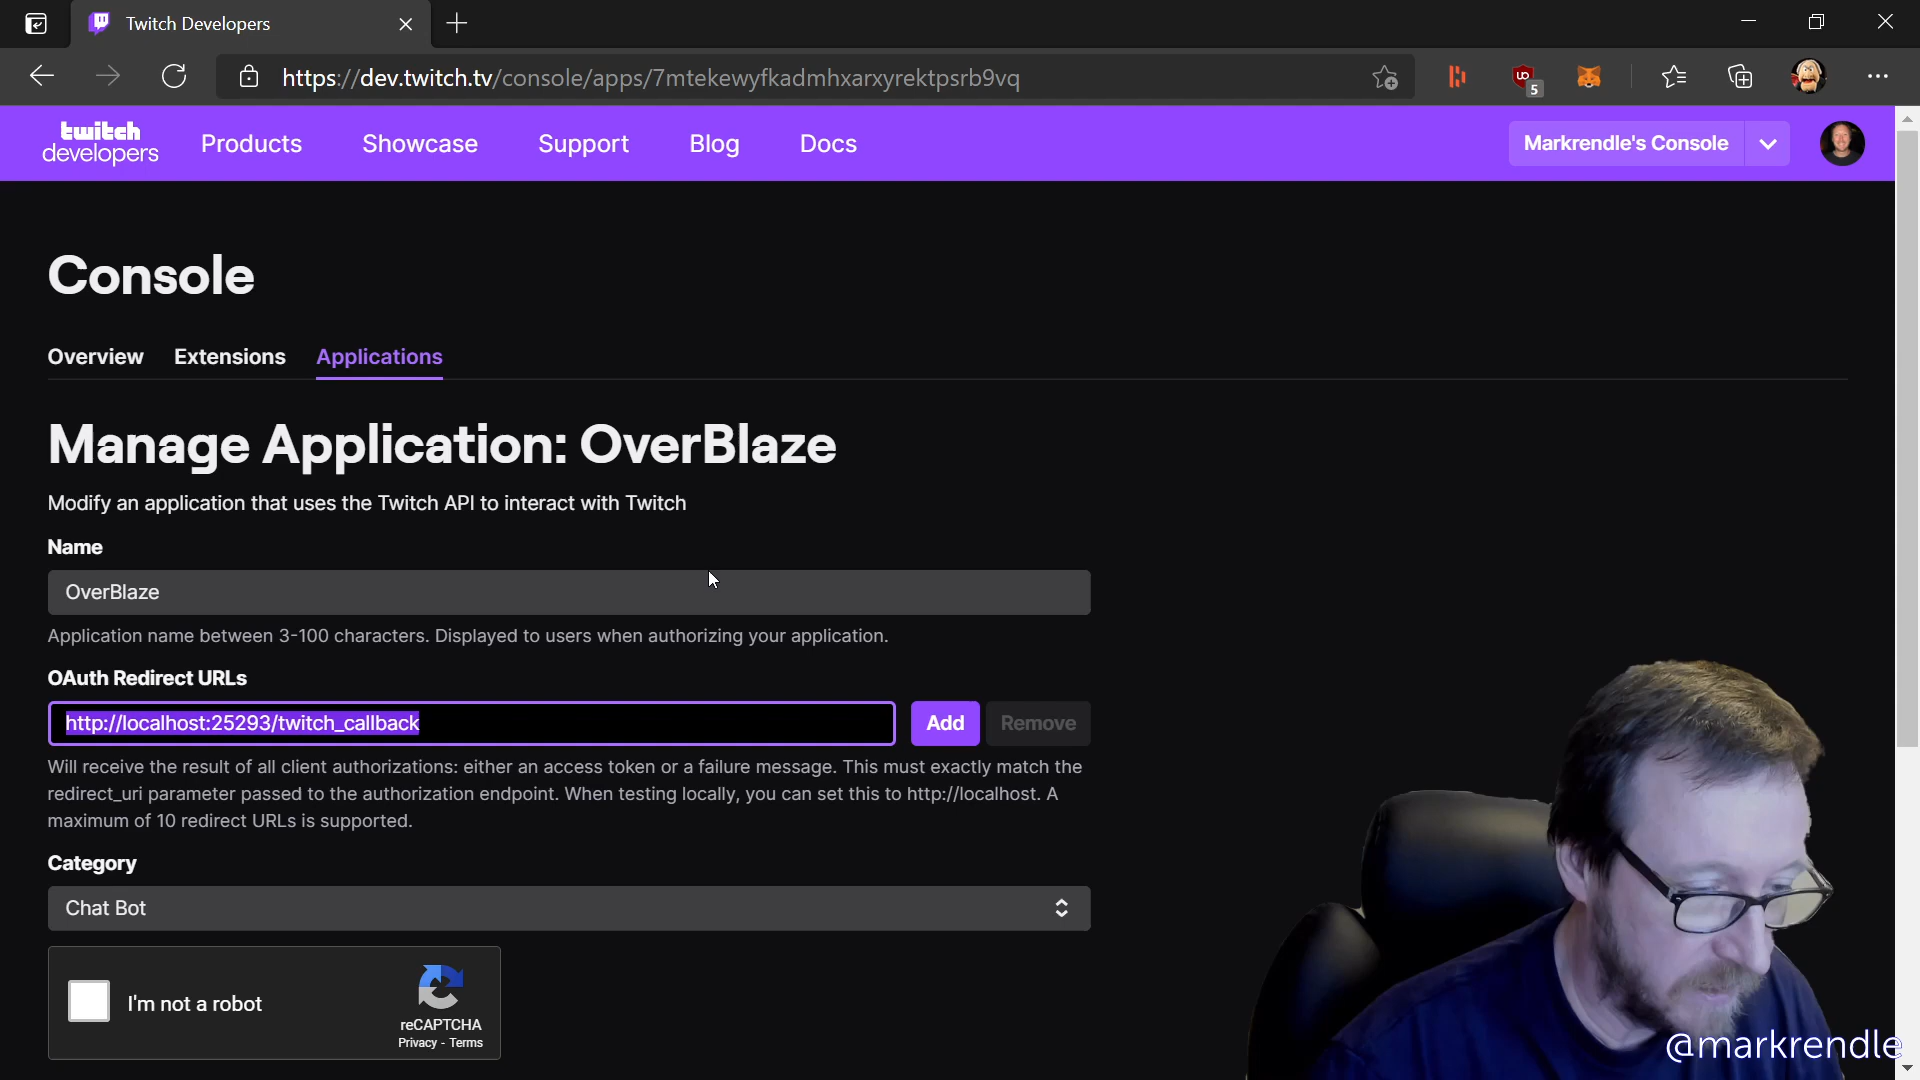 Twitch Developers
https://dev.twitch.tv/console/apps/7mtekewyfkadmhxarxyrektpsrb9vq
5
twitch
developers
Products
Showcase
Support
Blog
Docs
Markrendle's Console
Console
Overview
Extensions
Applications
Manage Application: OverBlaze
Modify an application that uses the Twitch API to interact with Twitch
Name
OverBlaze
Application name between 3-100 characters. Displayed to users when authorizing your application.
OAuth Redirect URLs
http://localhost:25293/twitch_callback
Add
Remove
Will receive the result of all client authorizations: either an access token or a failure message. This must exactly match the
redirect_uri parameter passed to the authorization endpoint. When testing locally, you can set this to http://localhost. A
maximum of 10 redirect URLs is supported.
Category
Chat Bot
I'm not a robot
reCAPTCHA
Privacy - Terms
@markrendle